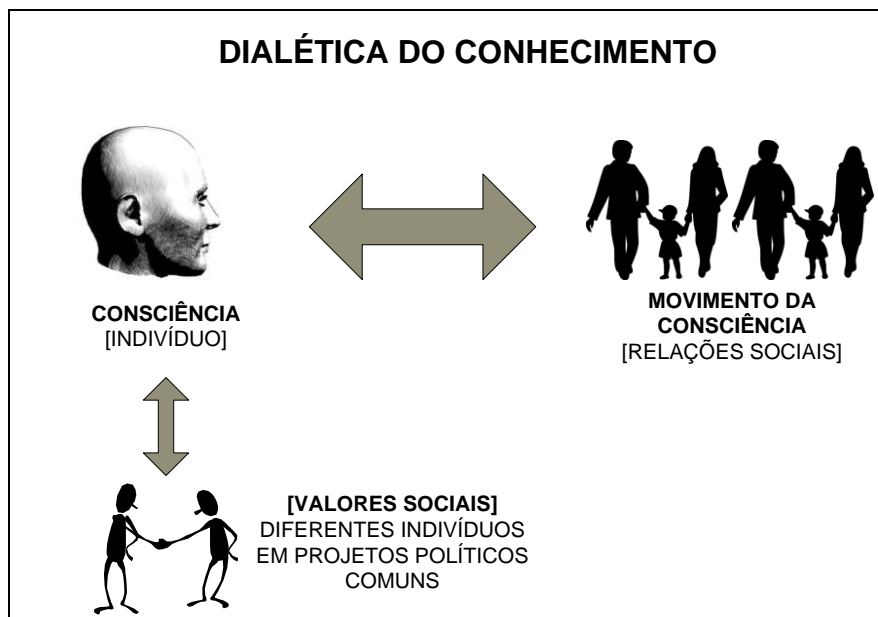 DIALÉTICA DO CONHECIMENTO
CONSCIÊNCIA
[INDIVÍDUO]
MOVIMENTO DA
CONSCIÊNCIA
[RELAÇÕES SOCIAIS]
[VALORES SOCIAIS]
DIFERENTES INDIVÍDUOS
EM PROJETOS POLÍTICOS
COMUNS